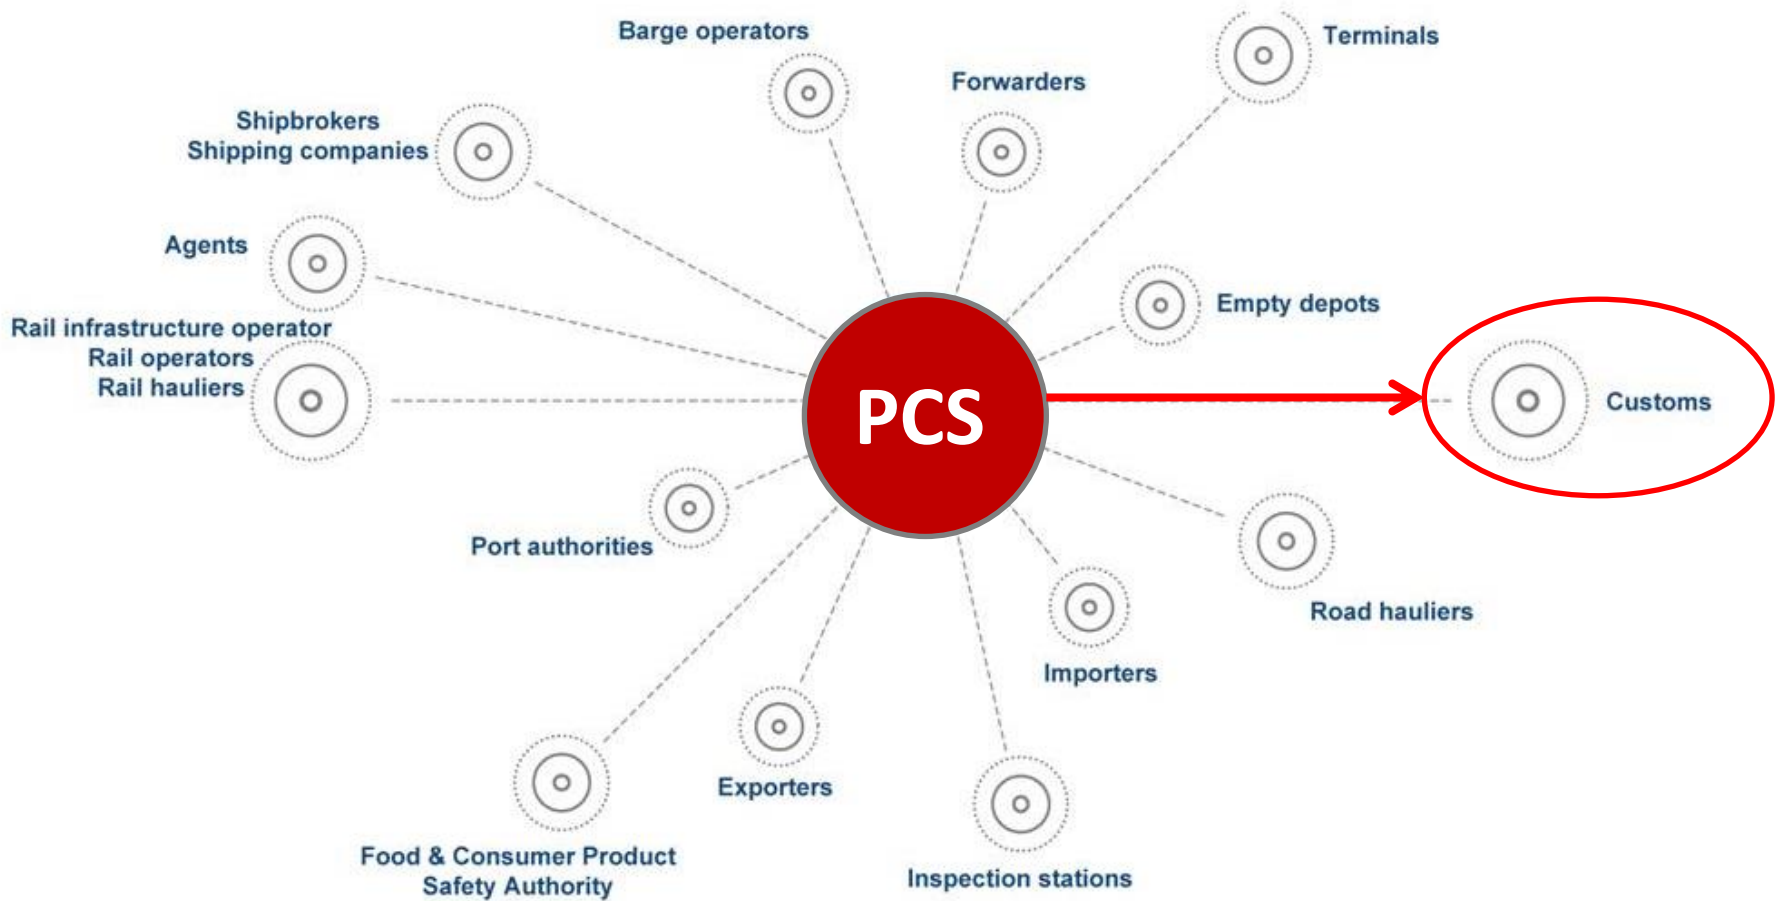 Barge operators
Terminals
Forwarders
Shipbrokers
Shipping companies
Agents
Empty depots
Rail infrastructure operator
Rail operators
Rail hauliers
PCS
Customs
Port authorities
Road hauliers
Importers
Exporters
Food & Consumer Product
Safety Authority
Inspection stations